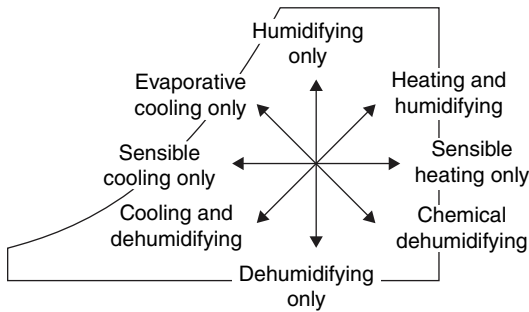 Humidifying
only
Evaporative
cooling only
Heating and
humidifying
Sensible
cooling only
Sensible
heating only
Cooling and
dehumidifying
Chemical
dehumidifying
Dehumidifying
only